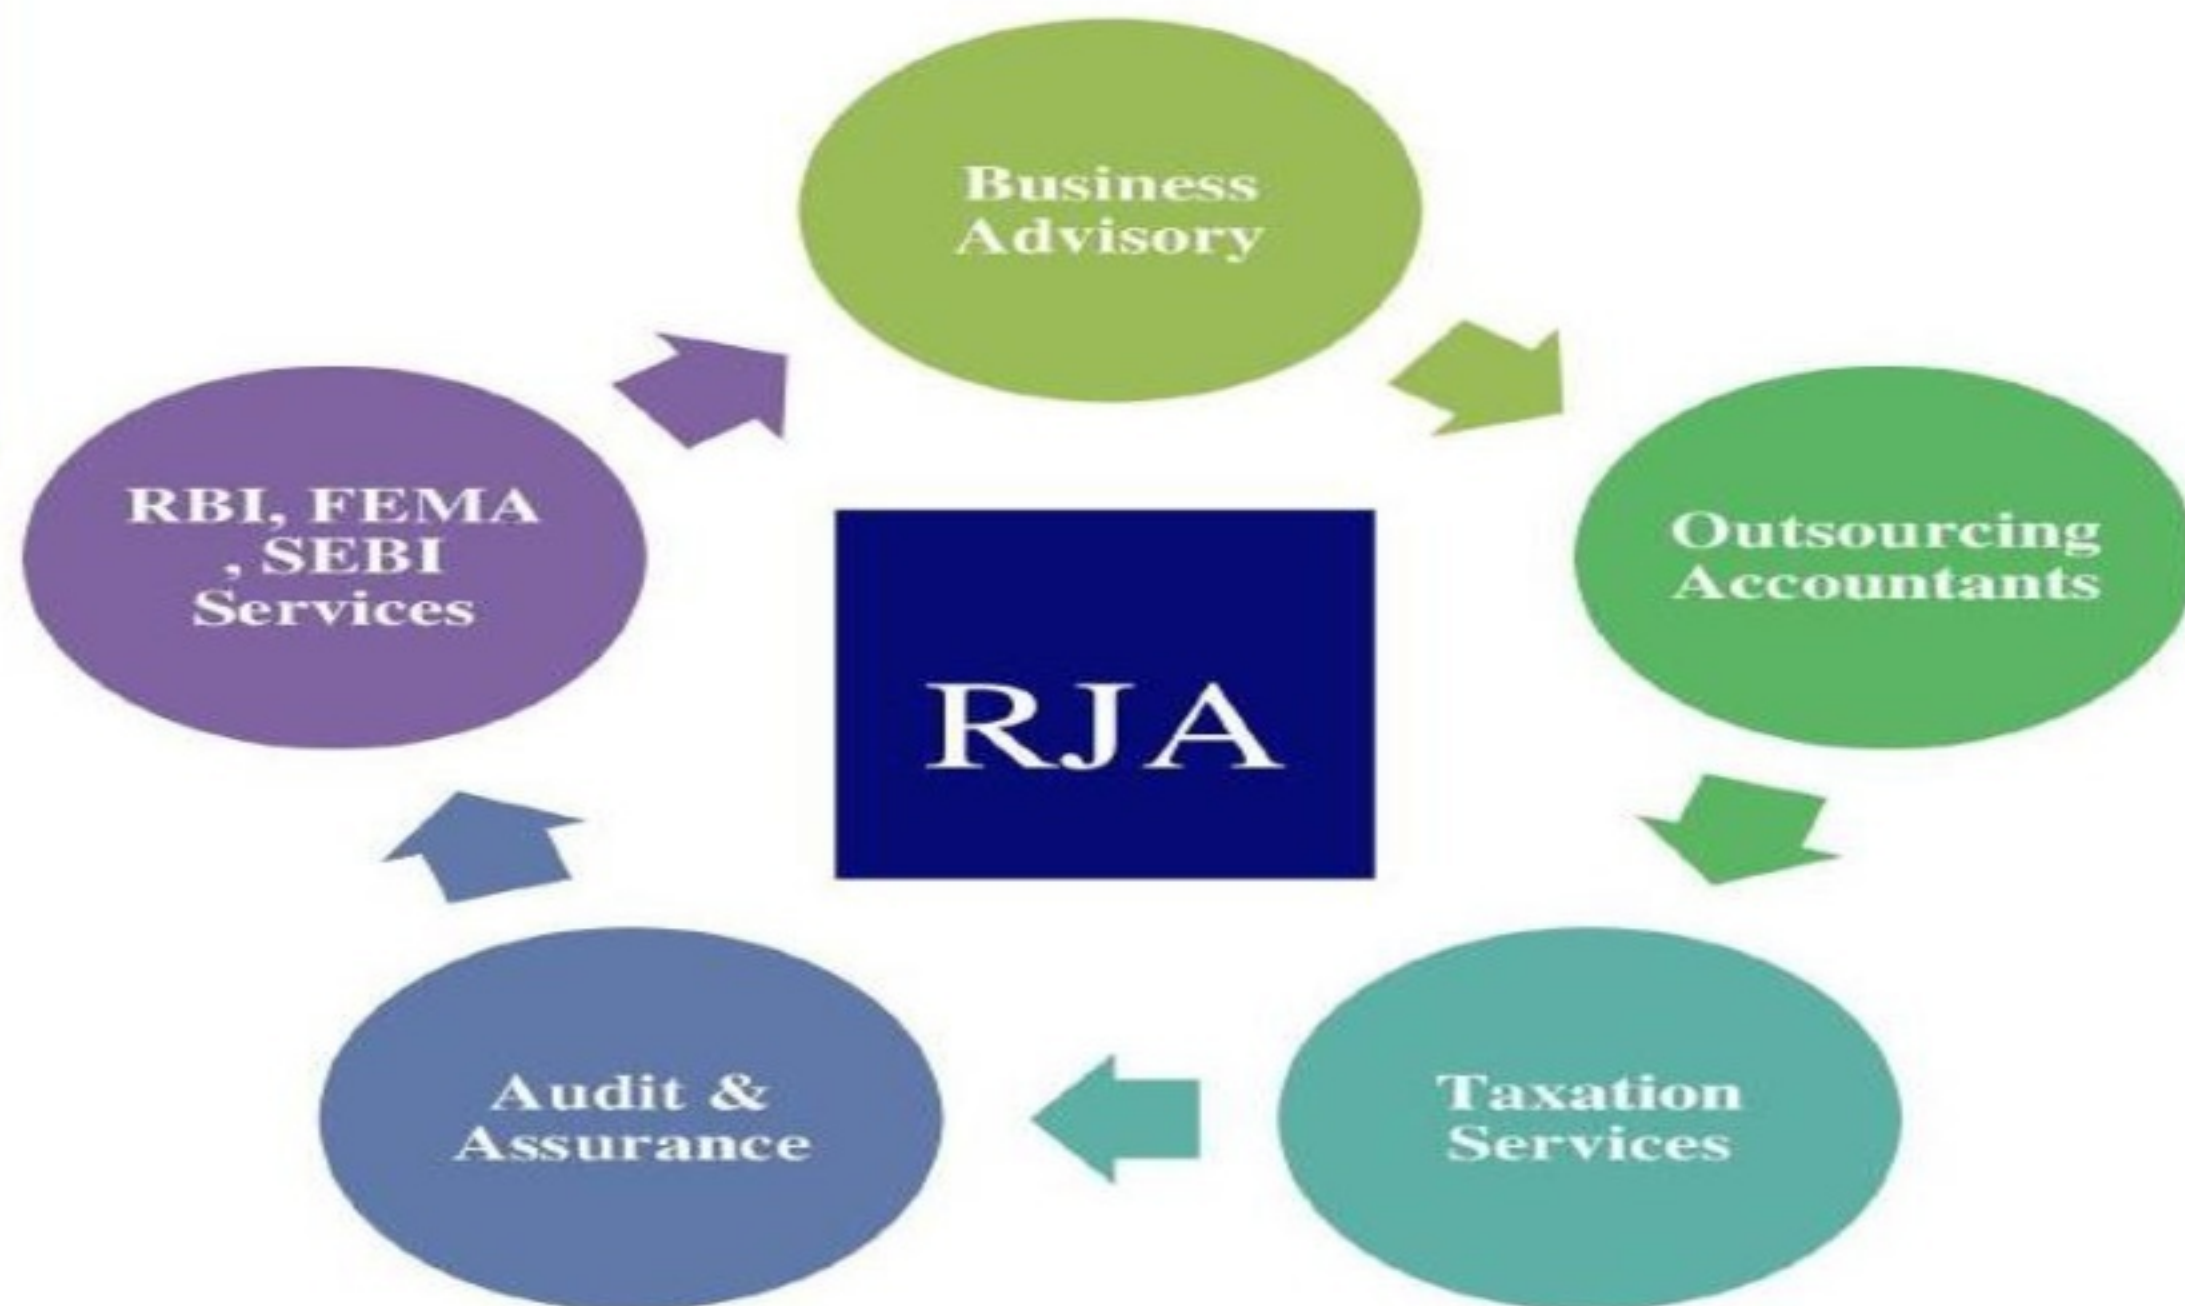 Business
Advisory
Outsourcing
Accountants
Taxation
Services
Audit &
Assurance
RBI, FEMA
, SEBI
Services
RJA